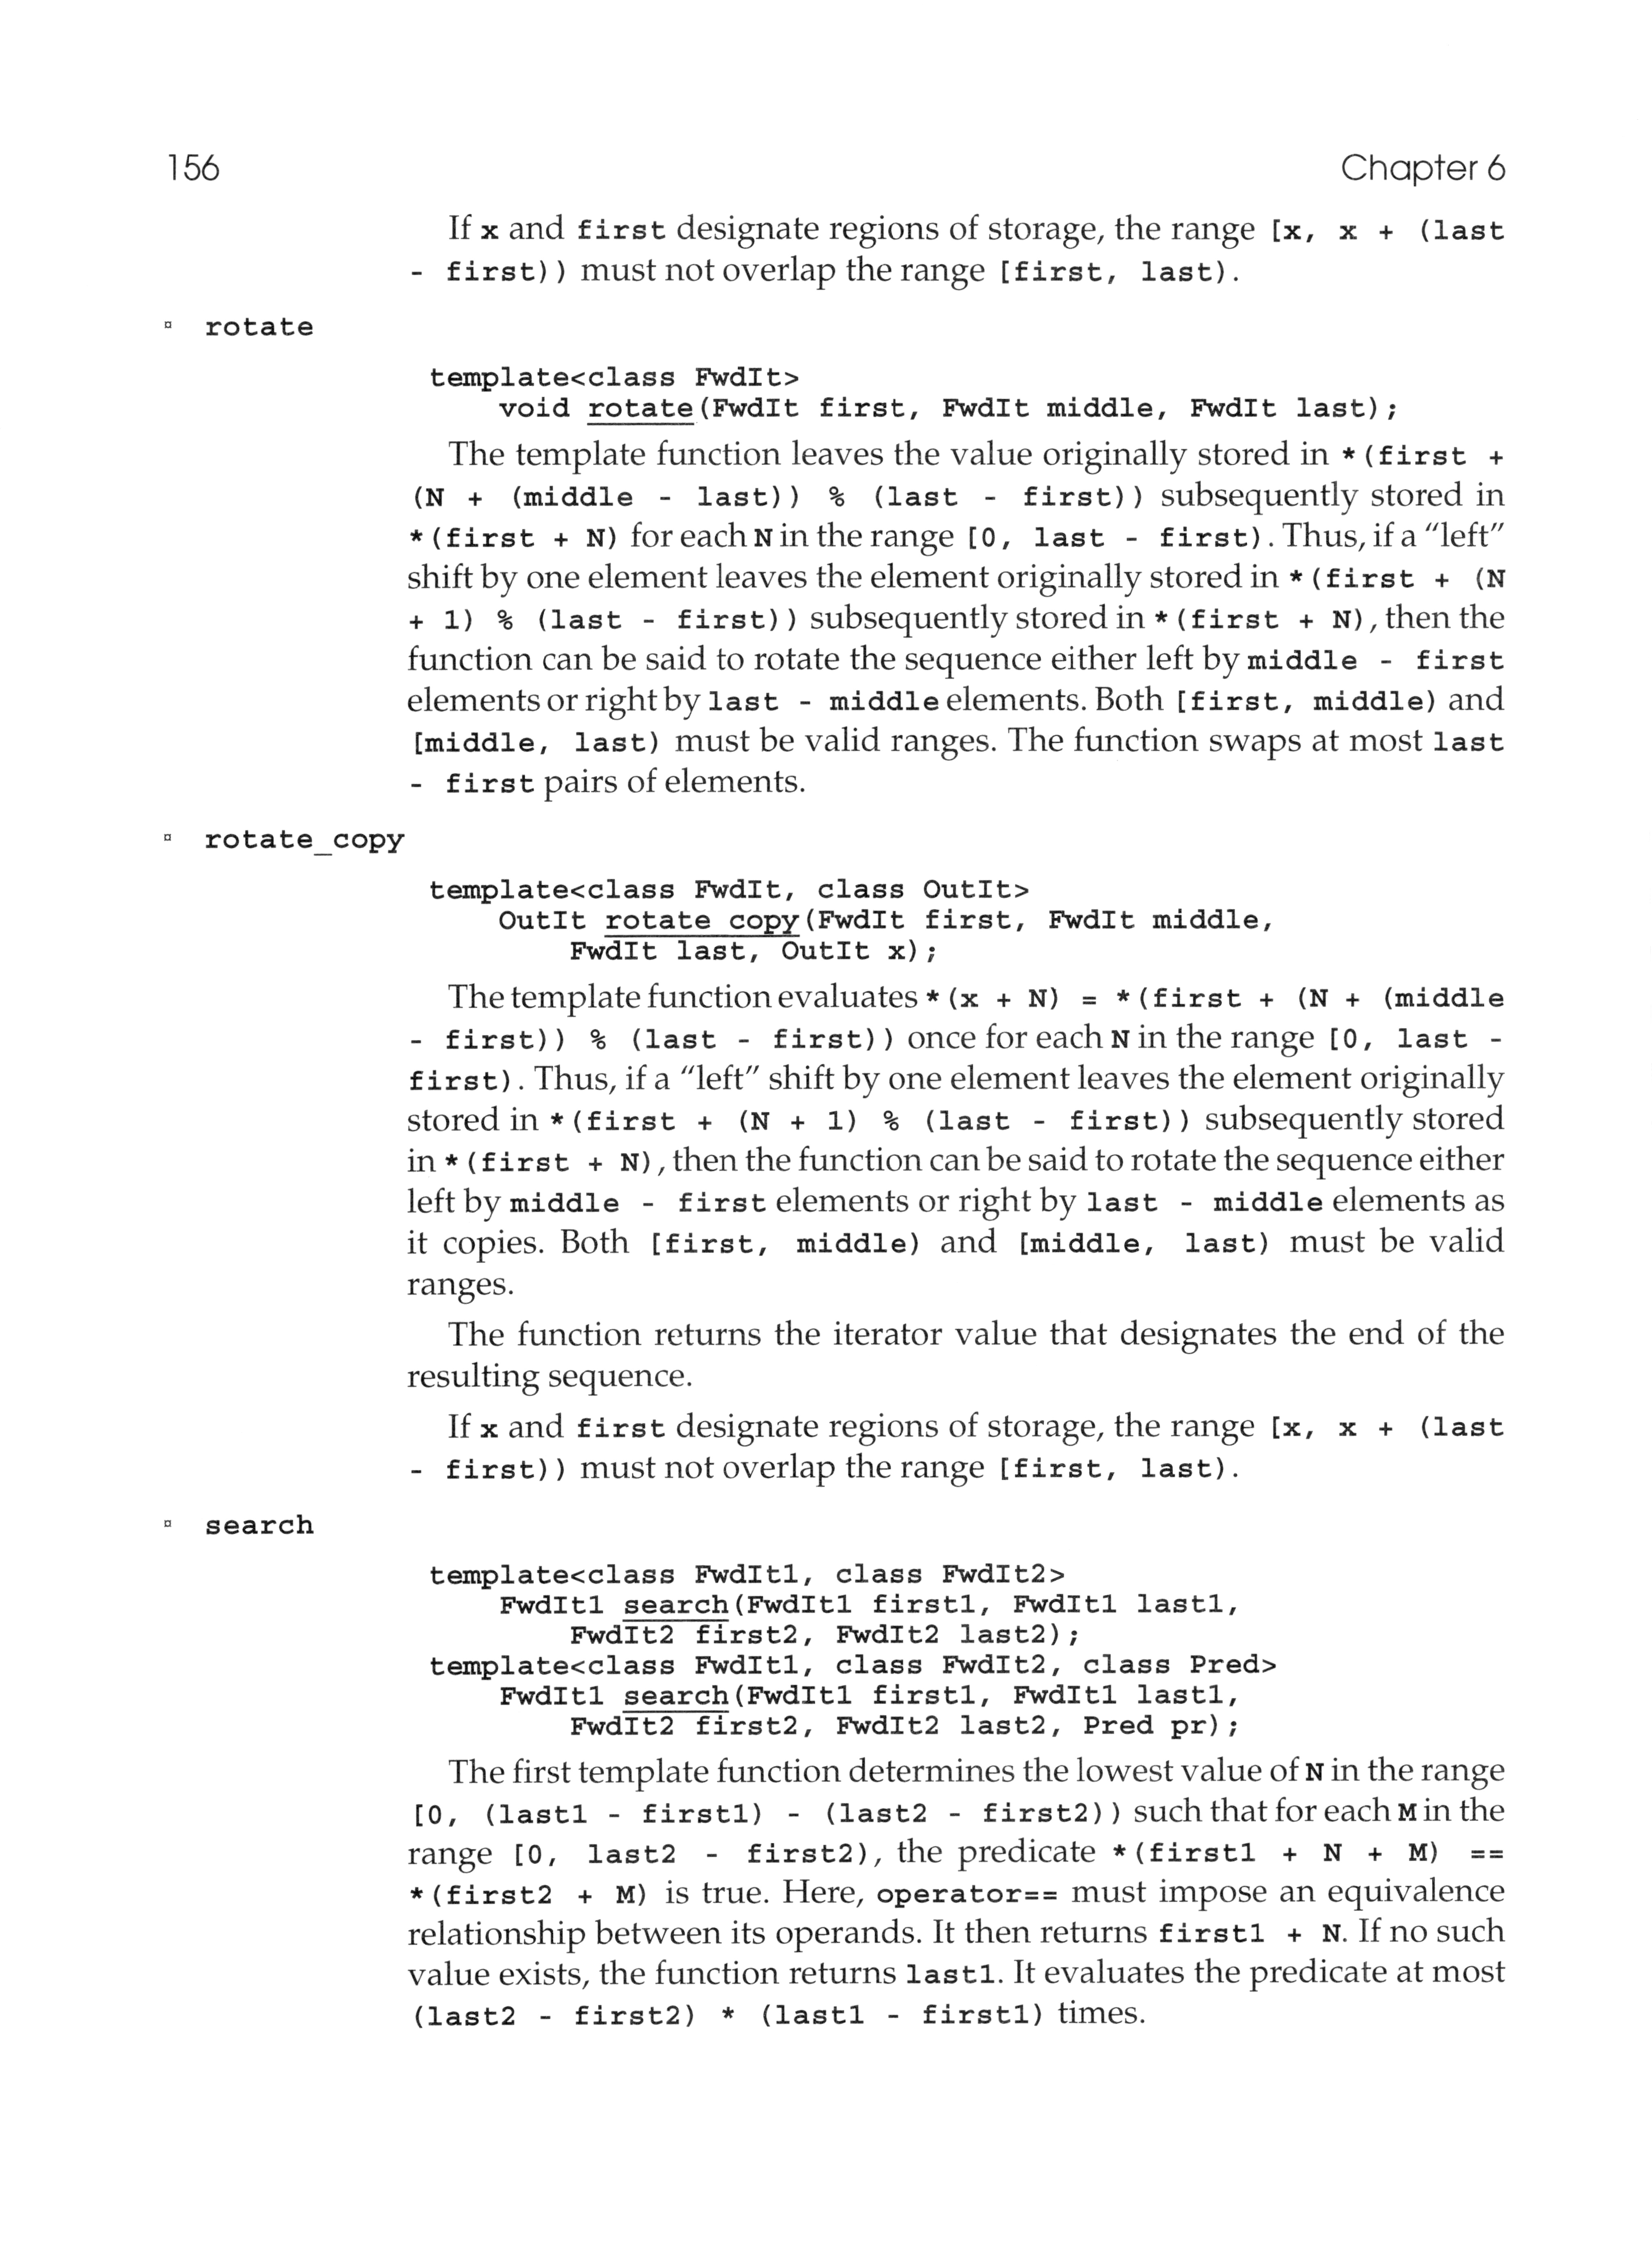 156
Chapter 6
If x and first designate regions of storage, the range [x, x + (last
- first)) must not overlap the range [first, last).
▫ rotate
template<class FwdIt>
void rotate(FwdIt first, FwdIt middle, FwdIt last);
The template function leaves the value originally stored in *(first +
(N + (middle - last)) % (last - first)) subsequently stored in
*(first + N) for each N in the range [0, last - first). Thus, if a "left"
shift by one element leaves the element originally stored in *(first + (N
+ 1) % (last - first)) subsequently stored in *(first + N), then the
function can be said to rotate the sequence either left by middle - first
elements or right by last - middle elements. Both [first, middle) and
[middle, last) must be valid ranges. The function swaps at most last
- first pairs of elements.
▫ rotate_copy
template<class FwdIt, class OutIt>
OutIt rotate_copy(FwdIt first, FwdIt middle,
FwdIt last, OutIt x);
The template function evaluates *(x + N) = *(first + (N + (middle
- first)) % (last - first)) once for each N in the range [0, last -
first). Thus, if a "left" shift by one element leaves the element originally
stored in *(first + (N + 1) % (last - first)) subsequently stored
in *(first + N), then the function can be said to rotate the sequence either
left by middle - first elements or right by last - middle elements as
it copies. Both [first, middle) and [middle, last) must be valid
ranges.
The function returns the iterator value that designates the end of the
resulting sequence.
If x and first designate regions of storage, the range [x, x + (last
- first)) must not overlap the range [first, last).
▫ search
template<class FwdIt1, class FwdIt2>
FwdIt1 search(FwdIt1 first1, FwdIt1 last1,
FwdIt2 first2, FwdIt2 last2);
template<class FwdIt1, class FwdIt2, class Pred>
FwdIt1 search(FwdIt1 first1, FwdIt1 last1,
FwdIt2 first2, FwdIt2 last2, Pred pr);
The first template function determines the lowest value of N in the range
[0, (last1 - first1) - (last2 - first2)) such that for each M in the
range [0, last2 - first2), the predicate *(first1 + N + M) ==
*(first2 + M) is true. Here, operator== must impose an equivalence
relationship between its operands. It then returns first1 + N. If no such
value exists, the function returns last1. It evaluates the predicate at most
(last2 - first2) * (last1 - first1) times.